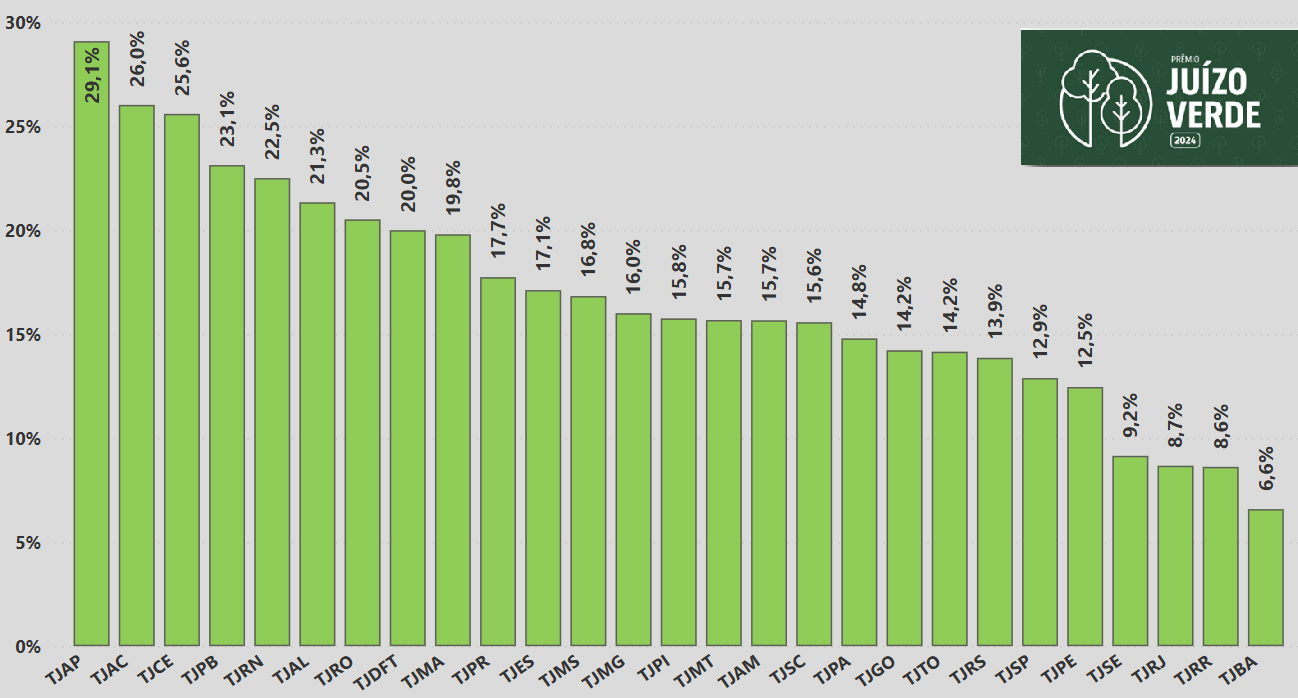 30%
25%
20%
15%
10%
5%
0%
29,1%
26,0%
25,6%
23,1%
22,5%
21,3%
20,5%
20,0%
19,8%
17,7%
17,1%
16,8%
16,0%
15,8%
15,7%
15,7%
15,6%
14,8%
14,2%
14,2%
13,9%
12,9%
12,5%
9,2%
8,7%
8,6%
6,6%
TJAP
TJAC
TJCE
TJPB
TJRN
TJAL
TJRO
TJDFT
TJMA
TJPR
TJES
TJMS
TJMG
TJPI
TJMT
TJAM
TJSC
TJPA
TJGO
TJTO
TJRS
TJSP
TJPE
TJSE
TJRJ
TJRR
TJBA
PRÊMIO
JUÍZO
VERDE
2024